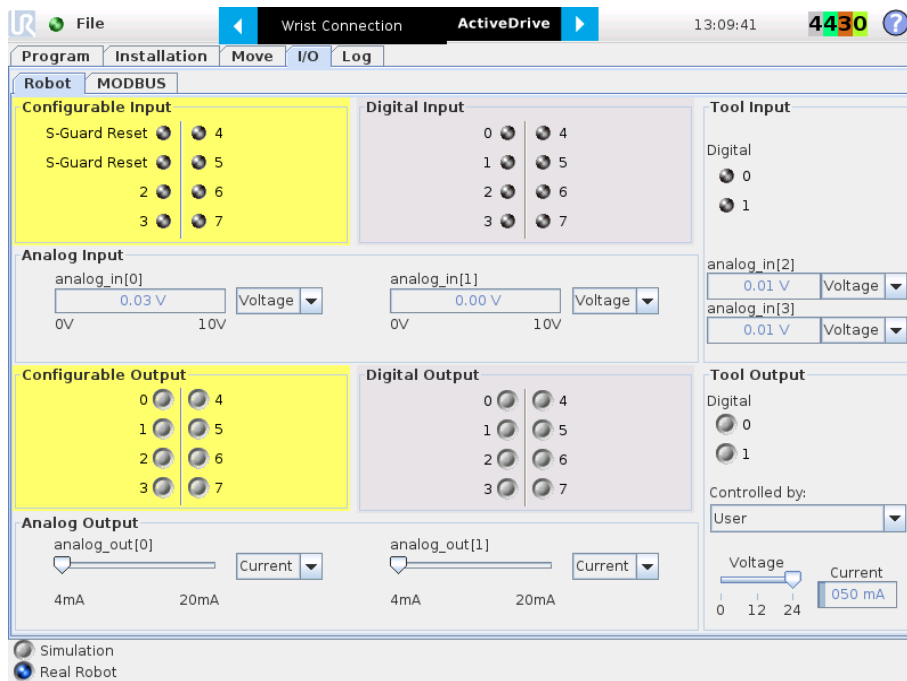 UR File Wrist Connection ActiveDrive 13:09:41 4430 ?
Program Installation Move I/O Log
Robot MODBUS
Configurable Input
S-Guard Reset 4
S-Guard Reset 5
2 6
3 7
Digital Input
0 4
1 5
2 6
3 7
Tool Input
Digital
0
1
analog_in[2]
0.01 V Voltage
analog_in[3]
0.01 V Voltage
Analog Input
analog_in[0]
0.03 V Voltage
0V 10V
analog_in[1]
0.00 V Voltage
0V 10V
Configurable Output
0 4
1 5
2 6
3 7
Digital Output
0 4
1 5
2 6
3 7
Tool Output
Digital
0
1
Controlled by:
User
Voltage
0 12 24
Current
050 mA
Analog Output
analog_out[0]
Current
4mA 20mA
analog_out[1]
Current
4mA 20mA
Simulation
Real Robot